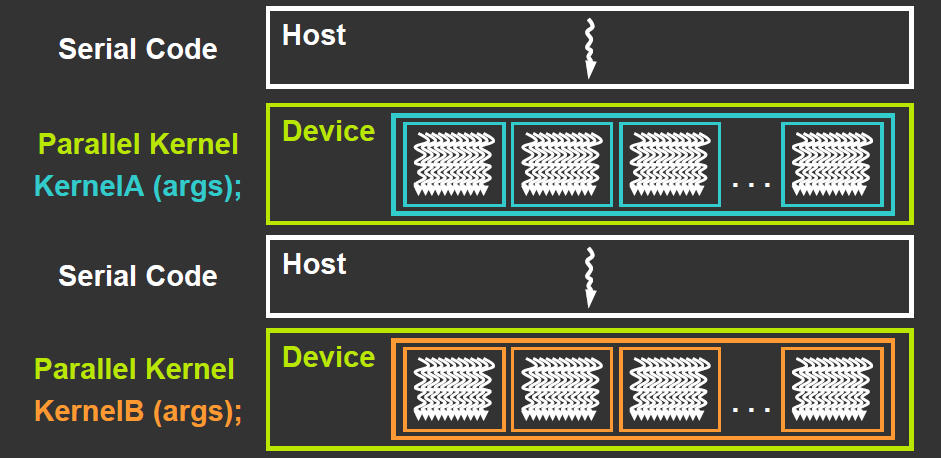 Serial Code
Host
Parallel Kernel
KernelA (args);
Device
. . .
Serial Code
Host
Parallel Kernel
KernelB (args);
Device
. . .